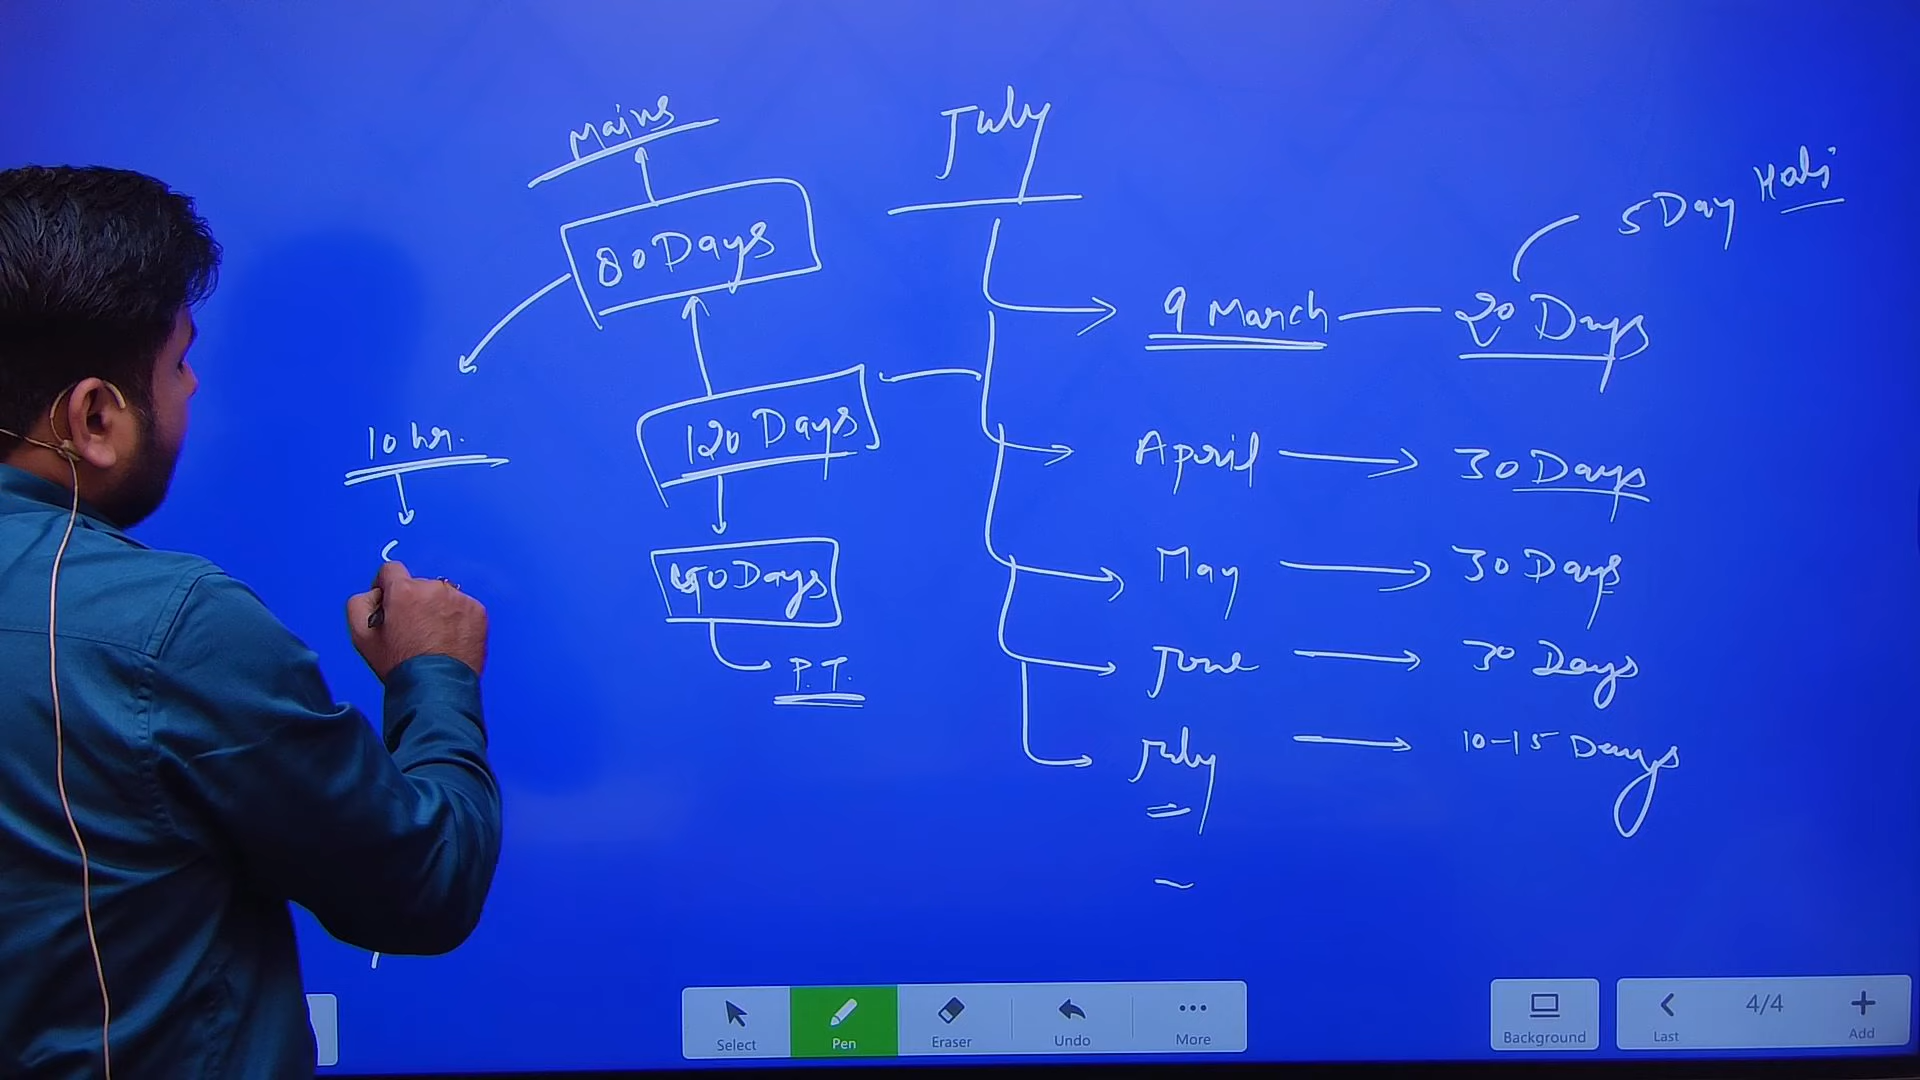 Mains
80 Days
10 hr.
120 Days
40 Days
P.T.
July
5 Day Holi
9 March — 20 Days
April → 30 Days
May → 30 Days
June → 30 Days
July → 10-15 Days
Select
Pen
Eraser
Undo
More
Background
Last
4/4
Add